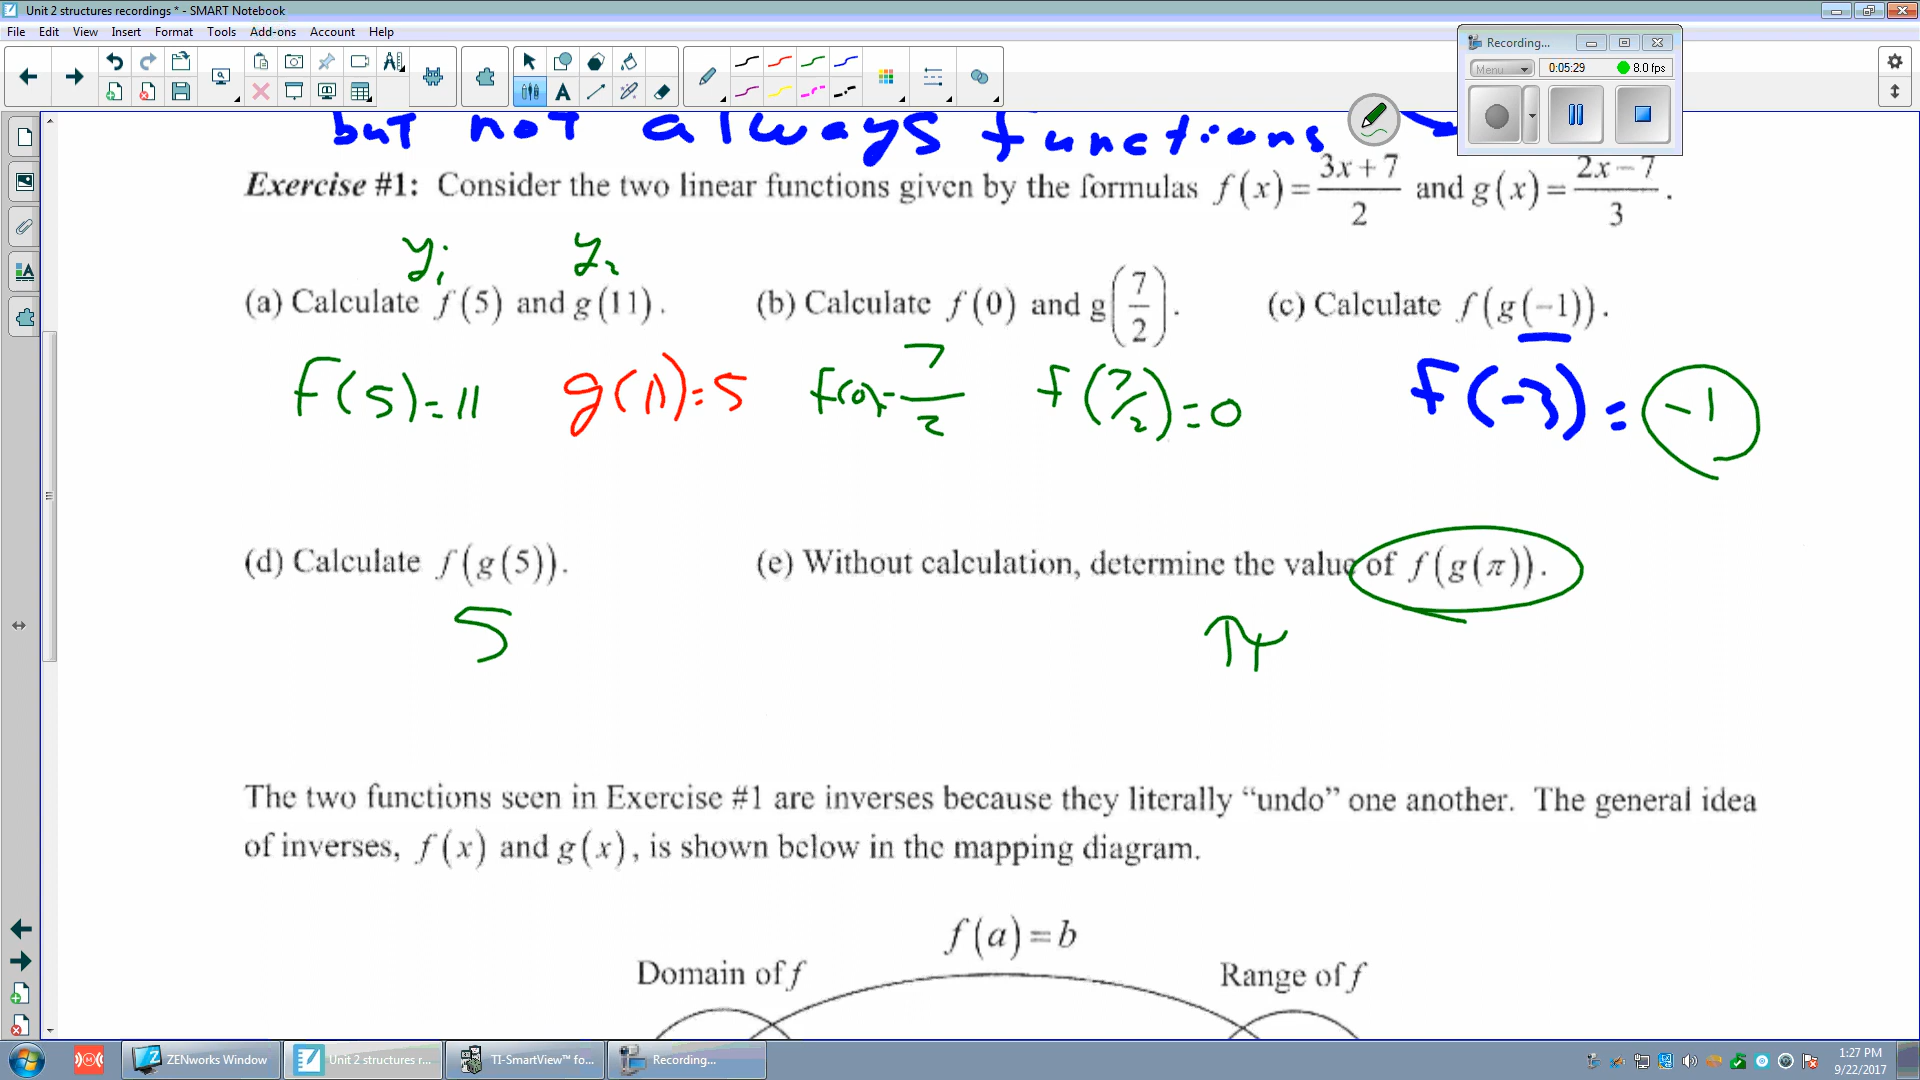 Unit 2 structures recordings * - SMART Notebook
File Edit View Insert Format Tools Add-ons Account Help
Recording...
Menu 0:05:29 8.0 fps
but not always functions
Exercise #1: Consider the two linear functions given by the formulas f(x) = (3x+7)/2 and g(x) = (2x-7)/3.
y₁ y₂
(a) Calculate f(5) and g(11). (b) Calculate f(0) and g(7/2). (c) Calculate f(g(-1)).
f(5)=11 g(11)=5 f(0)=7/2 f(7/2)=0 f(-3) = -1
(d) Calculate f(g(5)). (e) Without calculation, determine the value of f(g(π)).
5 π
The two functions seen in Exercise #1 are inverses because they literally “undo” one another. The general idea
of inverses, f(x) and g(x), is shown below in the mapping diagram.
f(a)=b
Domain of f Range of f
ZENworks Window Unit 2 structures r... TI-SmartView™ fo... Recording...
1:27 PM
9/22/2017